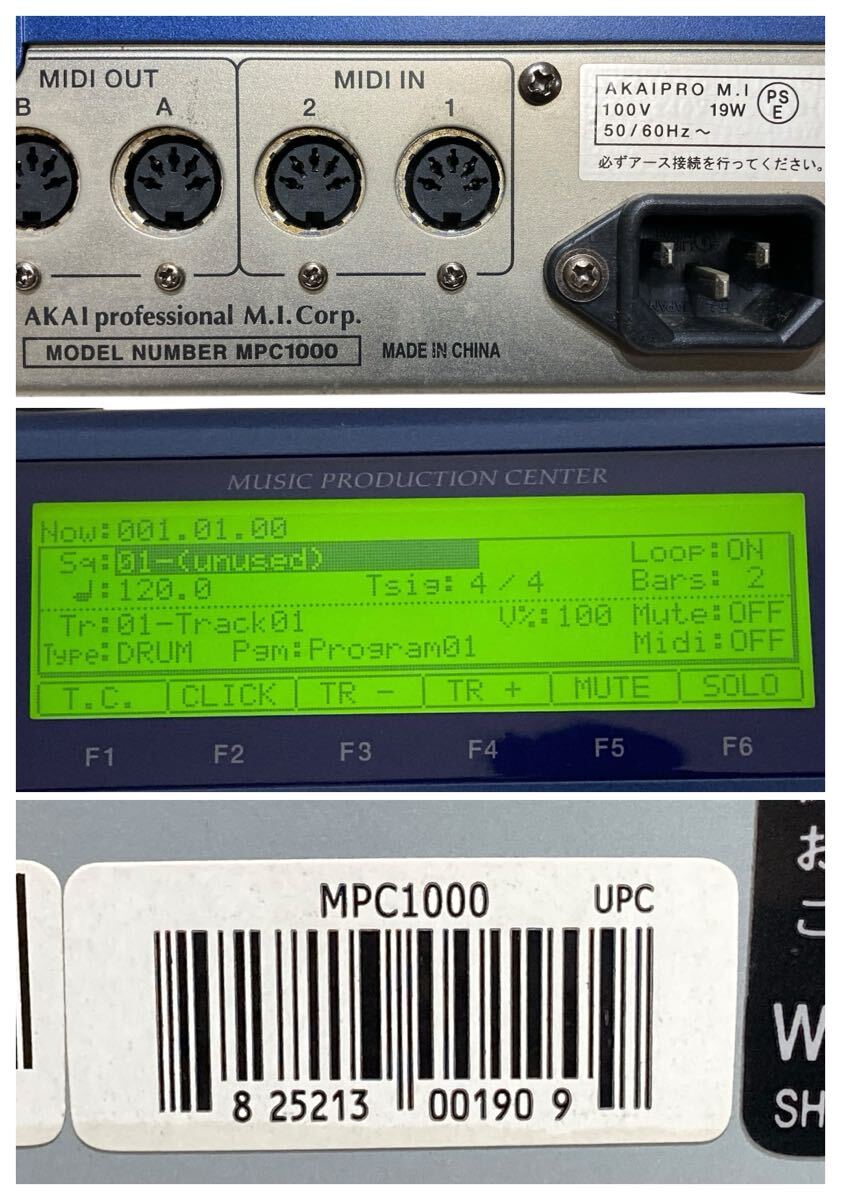 MIDI OUT
MIDI IN
B
A
2
1
AKAIPRO M.I
100V 19W
50/60Hz～
PS
E
必ずアース接続を行ってください。
AKAI professional M.I. Corp.
MODEL NUMBER MPC1000
MADE IN CHINA
MUSIC PRODUCTION CENTER
Now:001.01.00
Sq:01-(unused) Loop:ON
♩:120.0 Tsig: 4／4 Bars: 2
Tr:01-Track01 V%:100 Mute:OFF
Type:DRUM Pgm:Program01 Midi:OFF
T.C. CLICK TR - TR + MUTE SOLO
F1 F2 F3 F4 F5 F6
MPC1000 UPC
8 25213 00190 9
お
こ
W
SH